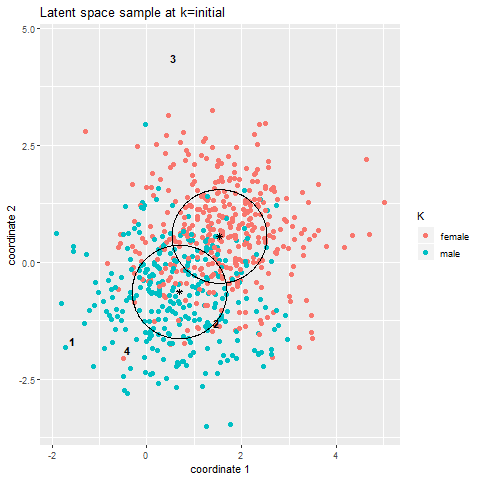 Latent space sample at k=initial
5.0
2.5
0.0
-2.5
-2
0
2
4
coordinate 1
coordinate 2
3
*
*
2
1
4
K
female
male